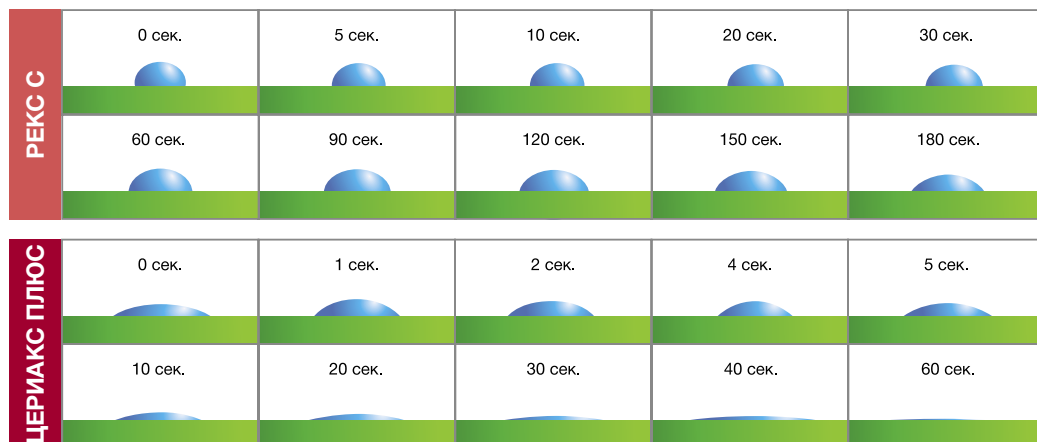 РЕКС С
0 сек.
5 сек.
10 сек.
20 сек.
30 сек.
60 сек.
90 сек.
120 сек.
150 сек.
180 сек.
ЦЕРИАКС ПЛЮС
0 сек.
1 сек.
2 сек.
4 сек.
5 сек.
10 сек.
20 сек.
30 сек.
40 сек.
60 сек.